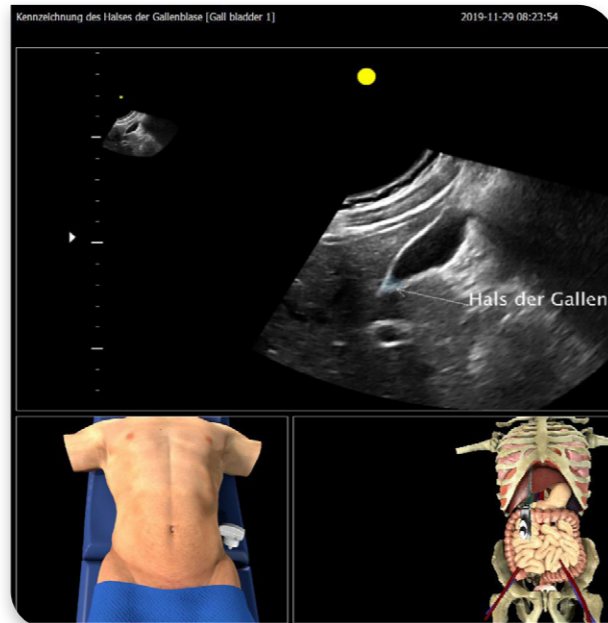 Kennzeichnung des Halses der Gallenblase [Gall bladder 1]
2019-11-29 08:23:54
Hals der Gallen